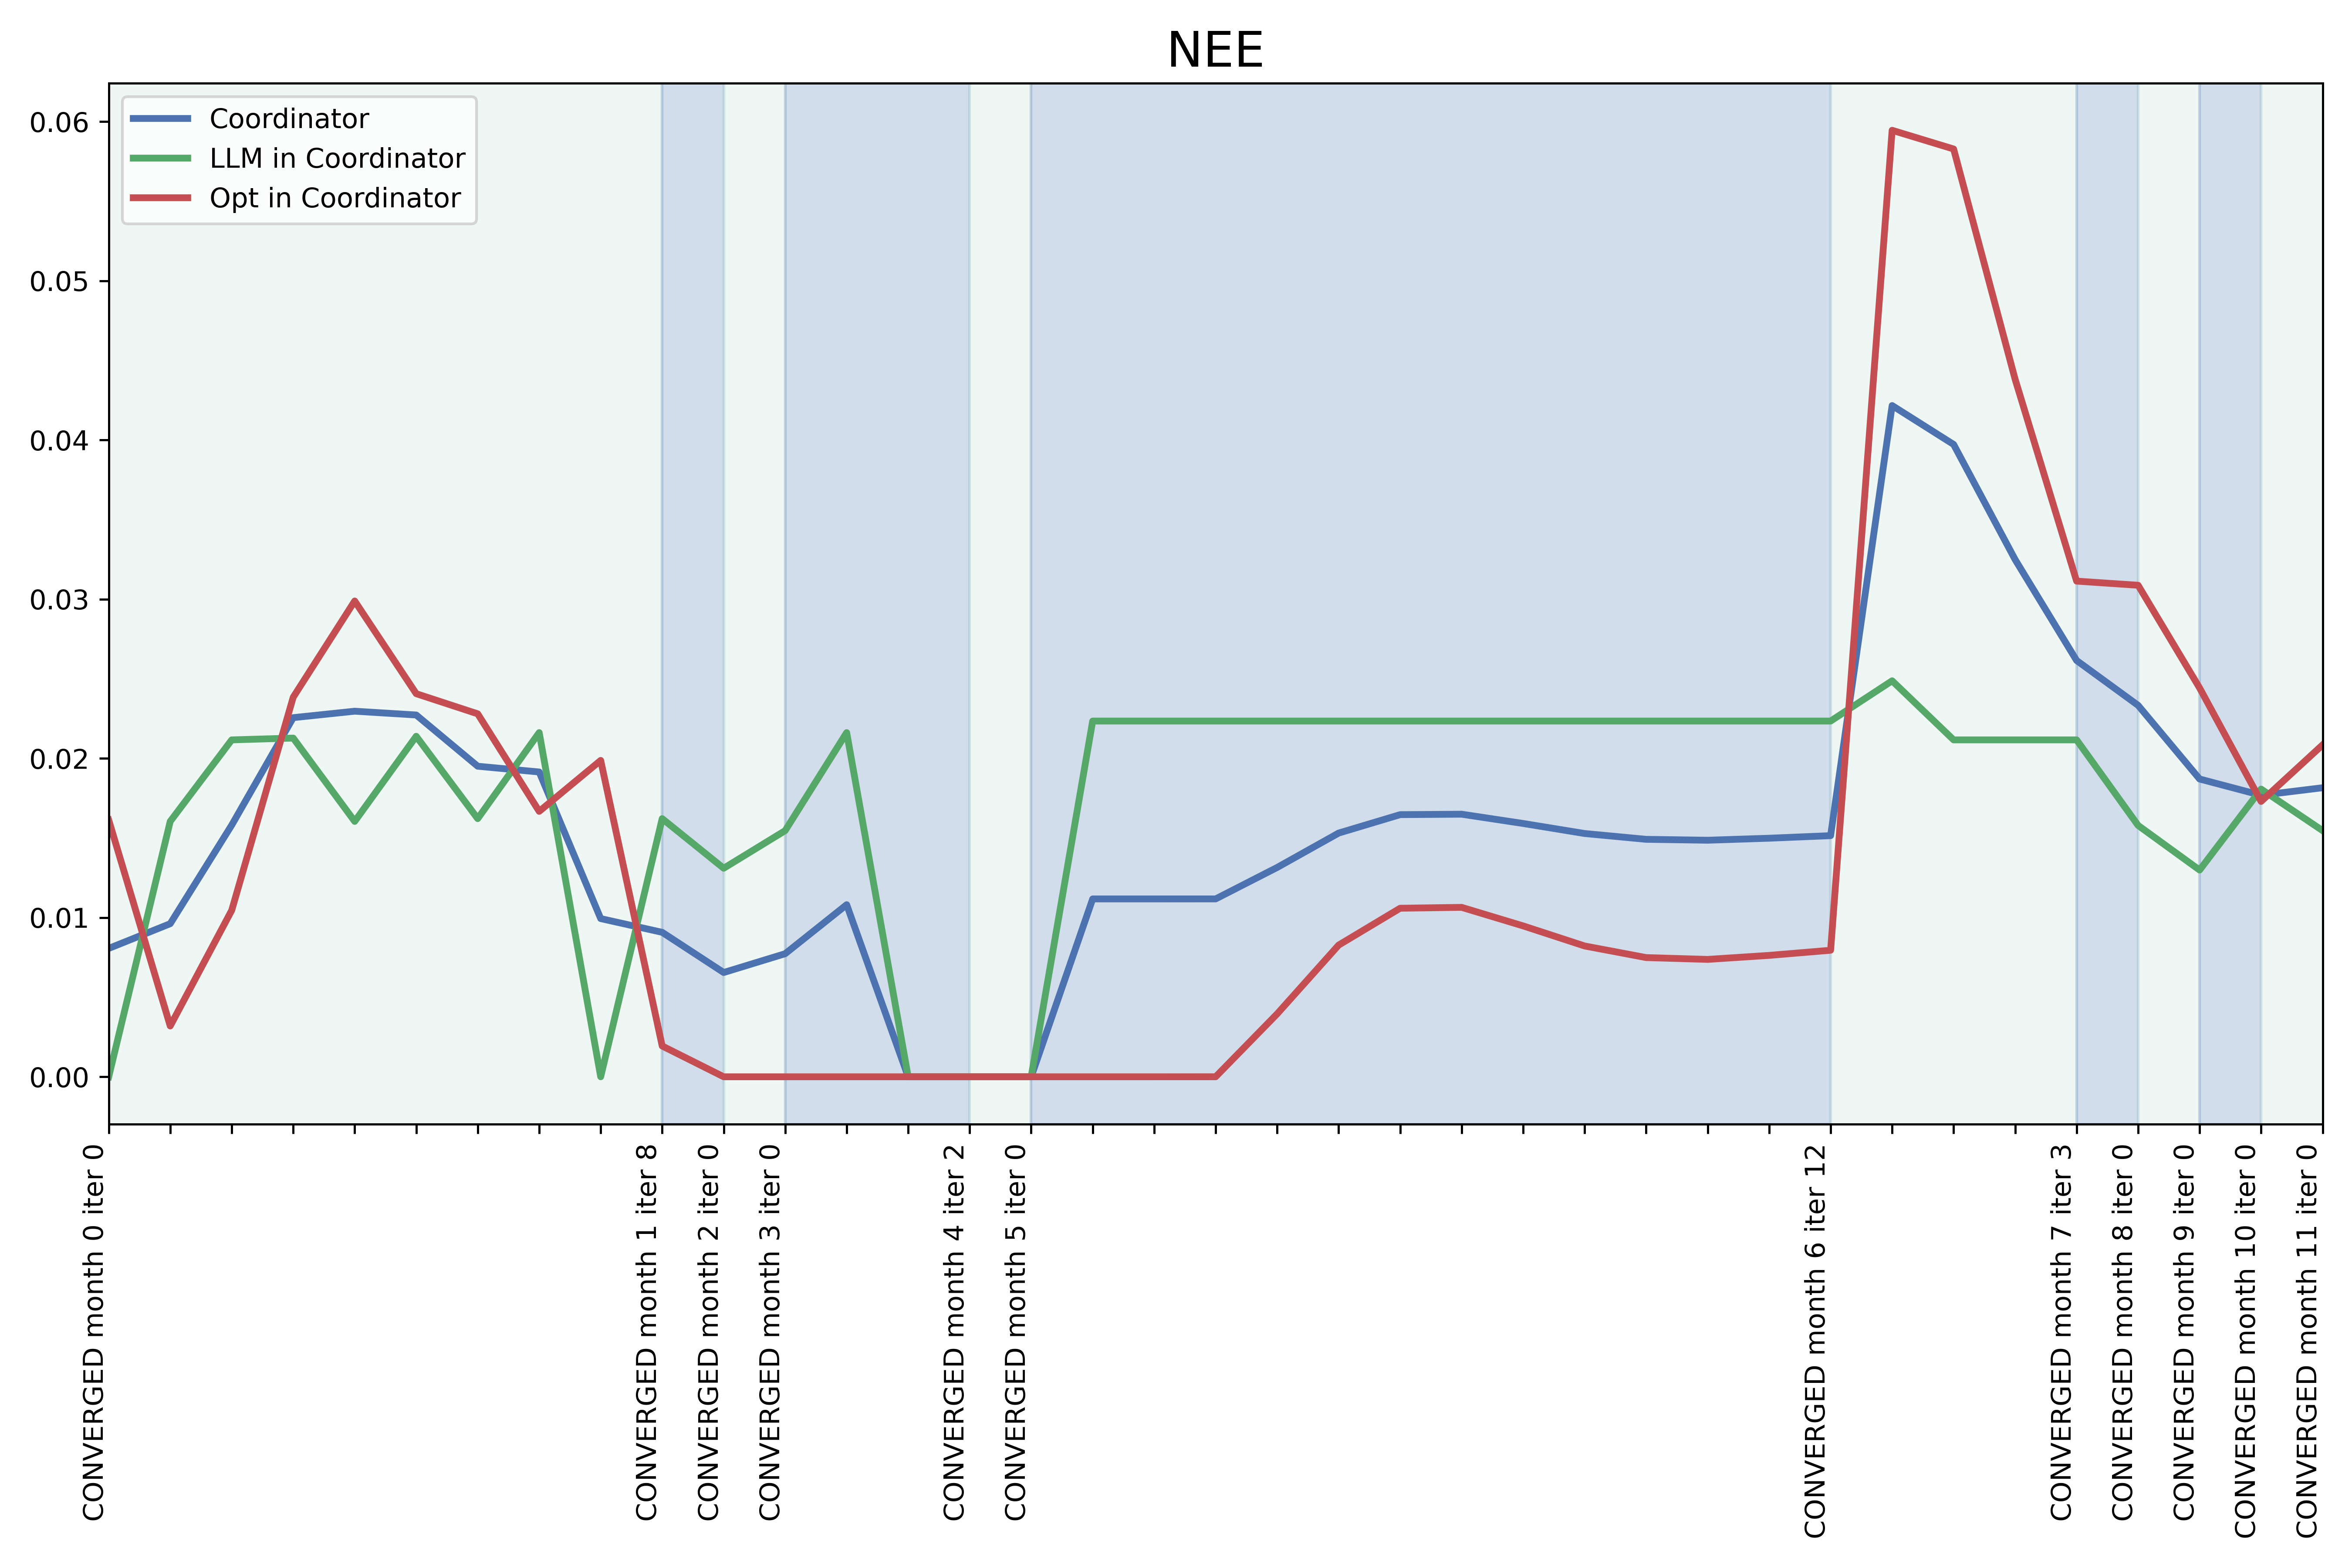 NEE
Coordinator
LLM in Coordinator
Opt in Coordinator
0.06
0.05
0.04
0.03
0.02
0.01
0.00
CONVERGED month 0 iter 0
CONVERGED month 1 iter 8
CONVERGED month 2 iter 0
CONVERGED month 3 iter 0
CONVERGED month 4 iter 2
CONVERGED month 5 iter 0
CONVERGED month 6 iter 12
CONVERGED month 7 iter 3
CONVERGED month 8 iter 0
CONVERGED month 9 iter 0
CONVERGED month 10 iter 0
CONVERGED month 11 iter 0